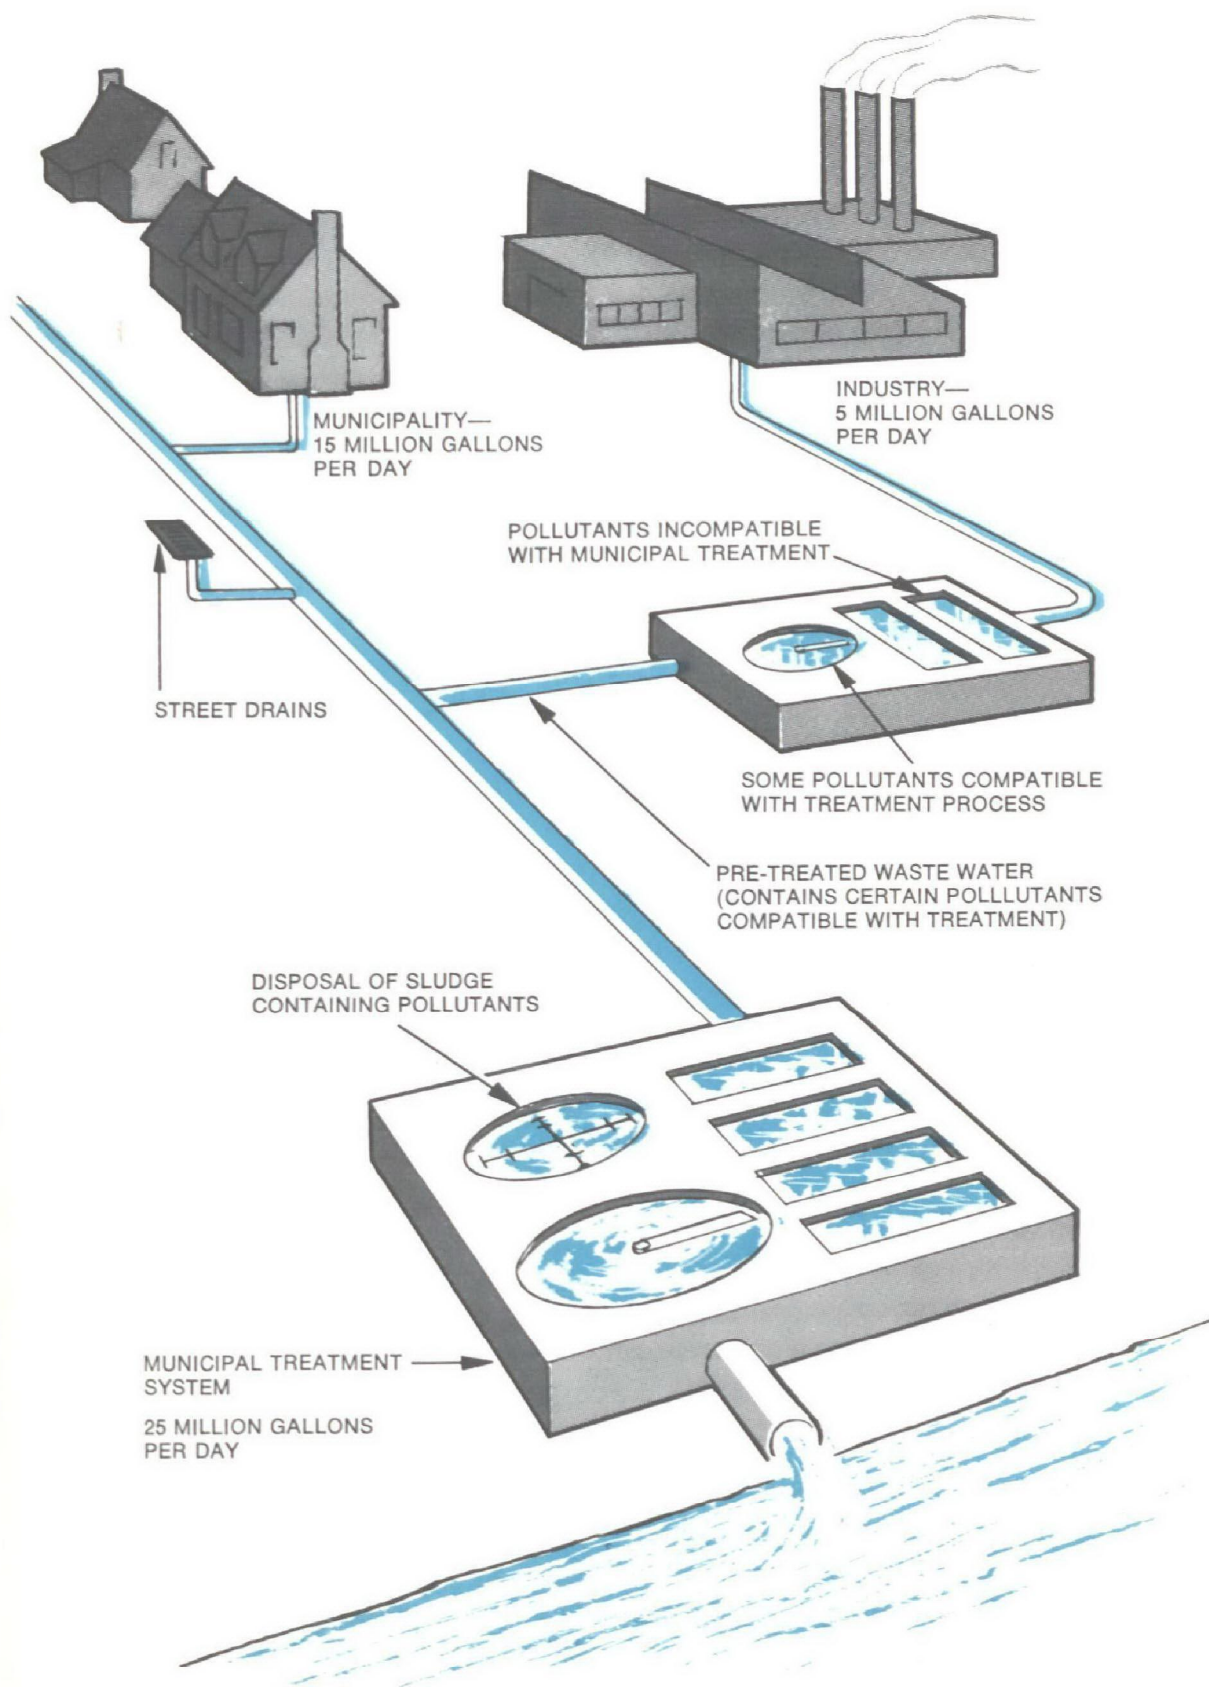 MUNICIPALITY—
15 MILLION GALLONS
PER DAY
INDUSTRY—
5 MILLION GALLONS
PER DAY
POLLUTANTS INCOMPATIBLE
WITH MUNICIPAL TREATMENT
STREET DRAINS
SOME POLLUTANTS COMPATIBLE
WITH TREATMENT PROCESS
PRE-TREATED WASTE WATER
(CONTAINS CERTAIN POLLLUTANTS
COMPATIBLE WITH TREATMENT)
DISPOSAL OF SLUDGE
CONTAINING POLLUTANTS
MUNICIPAL TREATMENT
SYSTEM
25 MILLION GALLONS
PER DAY